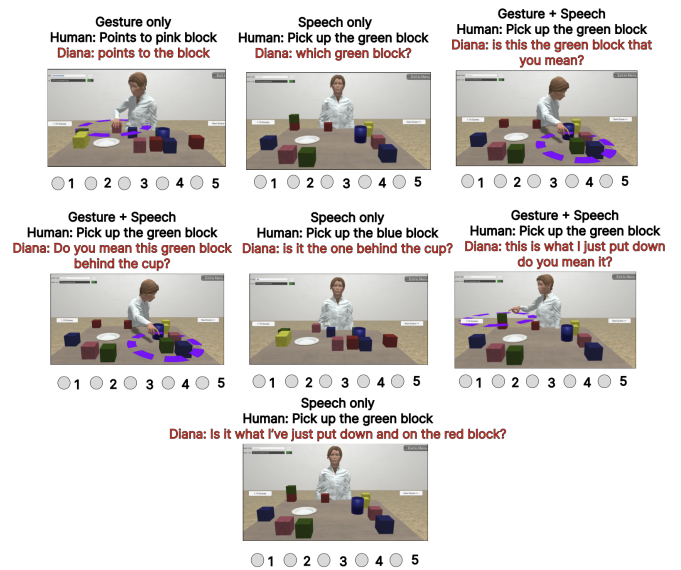 Gesture only
Human: Points to pink block
Diana: points to the block
1 2 3 4 5
Speech only
Human: Pick up the green block
Diana: which green block?
1 2 3 4 5
Gesture + Speech
Human: Pick up the green block
Diana: is this the green block that
you mean?
1 2 3 4 5
Gesture + Speech
Human: Pick up the green block
Diana: Do you mean this green block
behind the cup?
1 2 3 4 5
Speech only
Human: Pick up the blue block
Diana: is it the one behind the cup?
1 2 3 4 5
Gesture + Speech
Human: Pick up the green block
Diana: this is what I just put down
do you mean it?
1 2 3 4 5
Speech only
Human: Pick up the green block
Diana: Is it what I've just put down and on the red block?
1 2 3 4 5